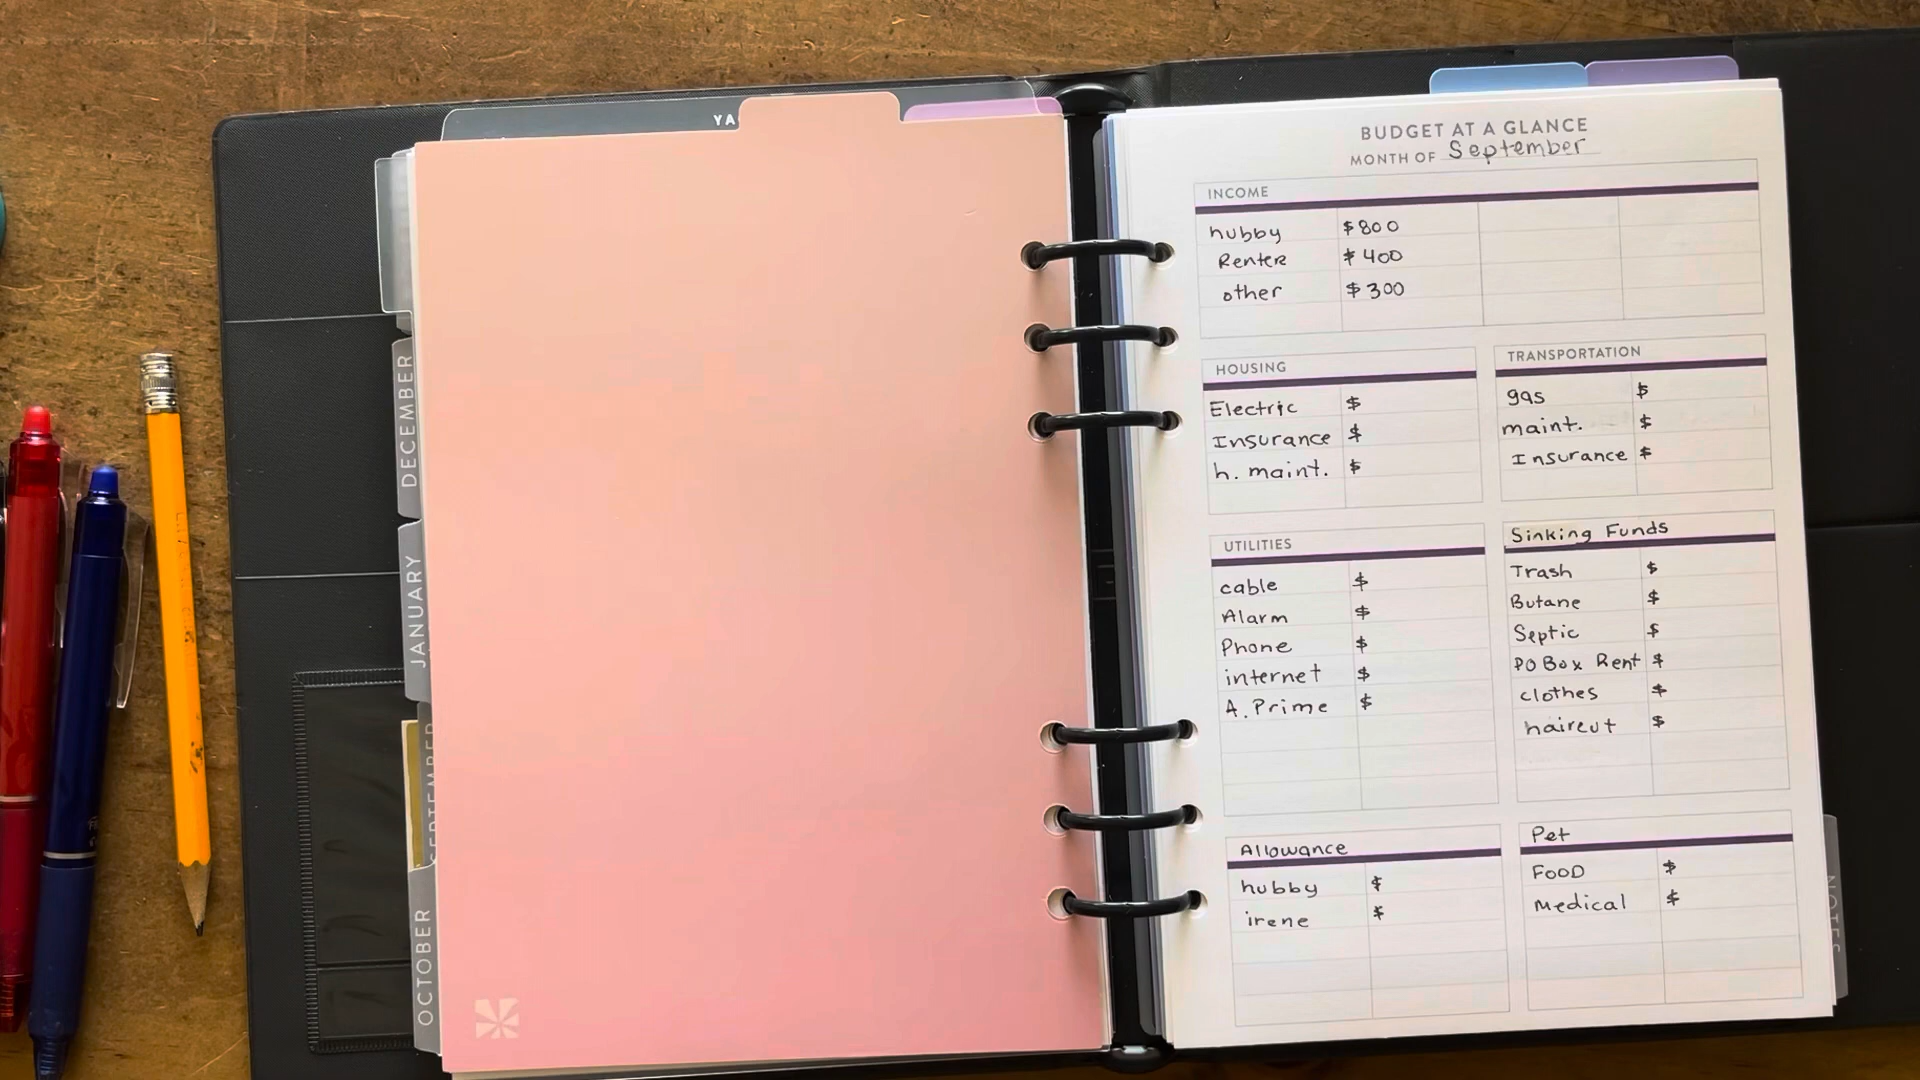 YA
DECEMBER
JANUARY
SEPTEMBER
OCTOBER
BUDGET AT A GLANCE
MONTH OF September
INCOME
hubby $800
Renter $400
other $300
HOUSING
Electric $
Insurance $
h. maint. $
TRANSPORTATION
gas $
maint. $
Insurance $
UTILITIES
cable $
Alarm $
Phone $
internet $
A. Prime $
Sinking Funds
Trash $
Butane $
Septic $
PO Box Rent $
clothes $
haircut $
Allowance
hubby $
irene $
Pet
FOOD $
medical $
NOTES